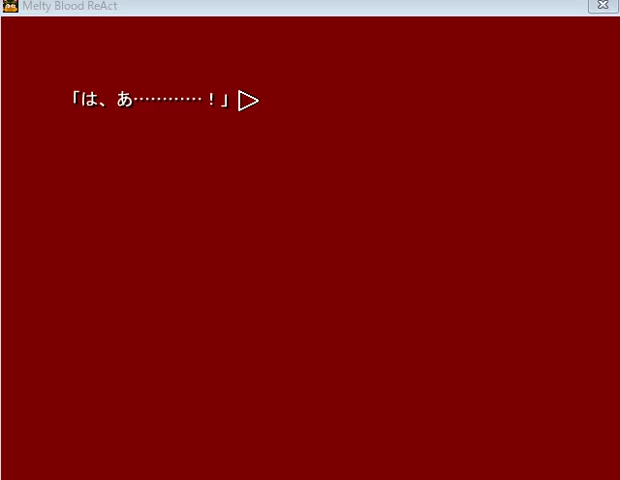 Melty Blood ReAct
「は、あ…………！」